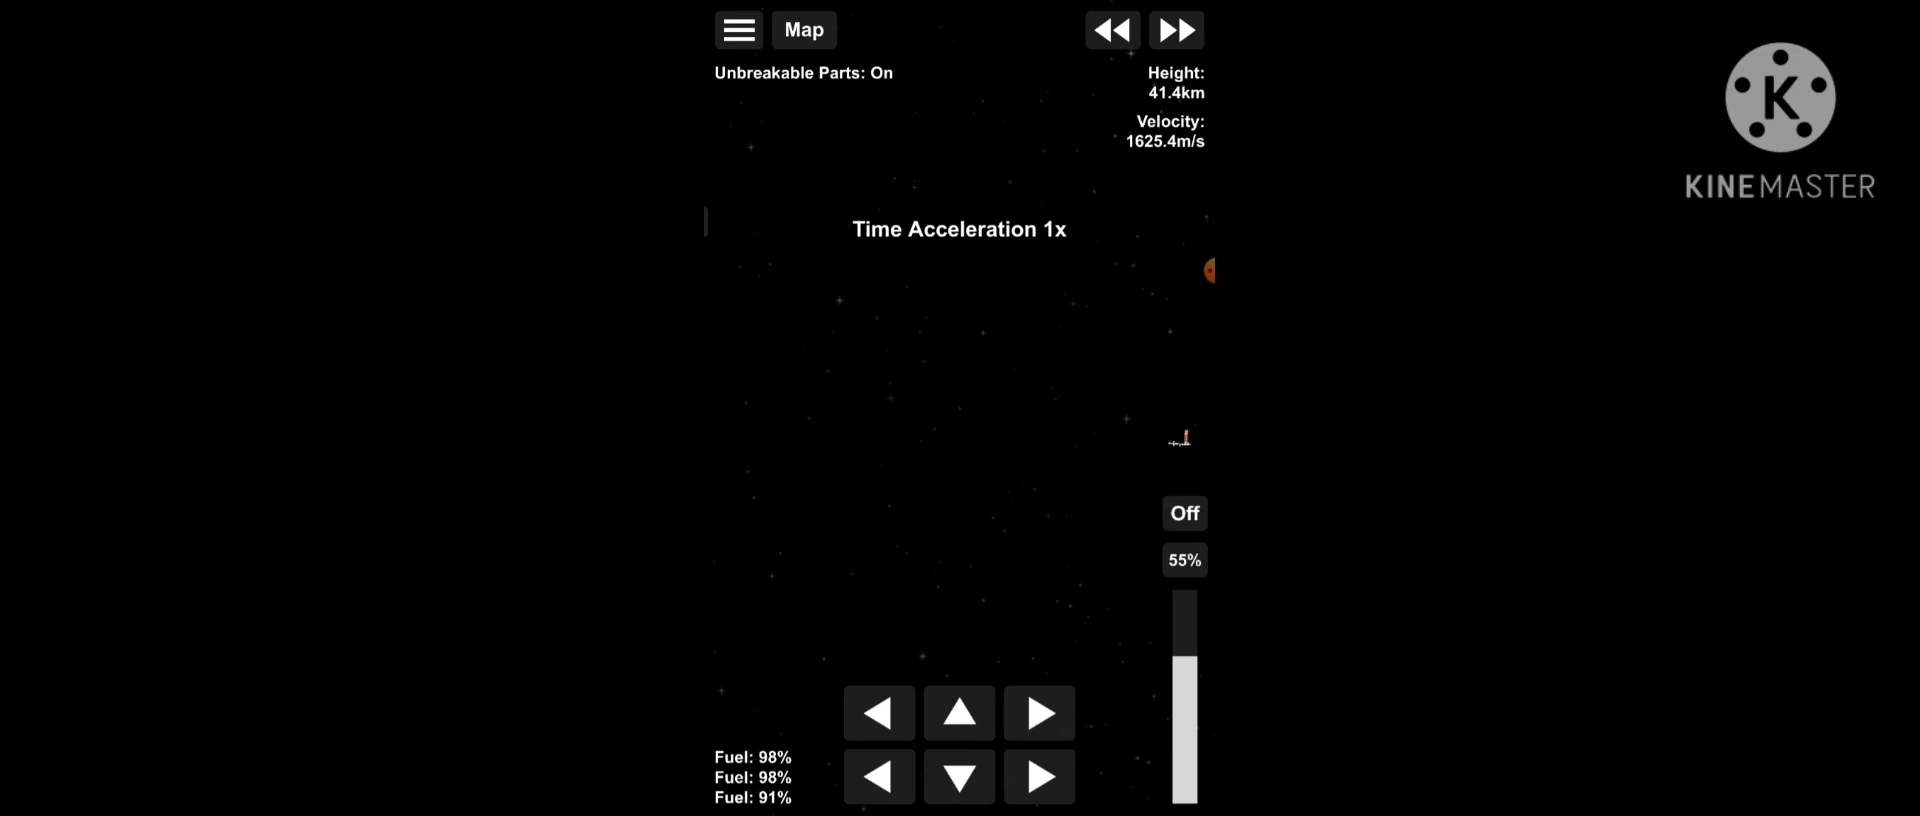 Map
Unbreakable Parts: On
Height:
41.4km
Velocity:
1625.4m/s
K
KINEMASTER
Time Acceleration 1x
Off
55%
Fuel: 98%
Fuel: 98%
Fuel: 91%